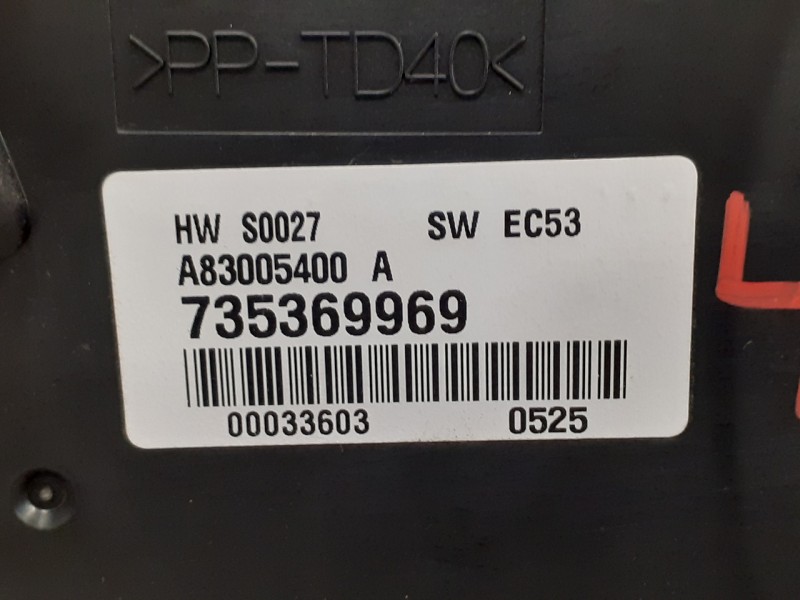 >PP-TD40<
HW S0027 SW EC53
A83005400 A
735369969
00033603 0525